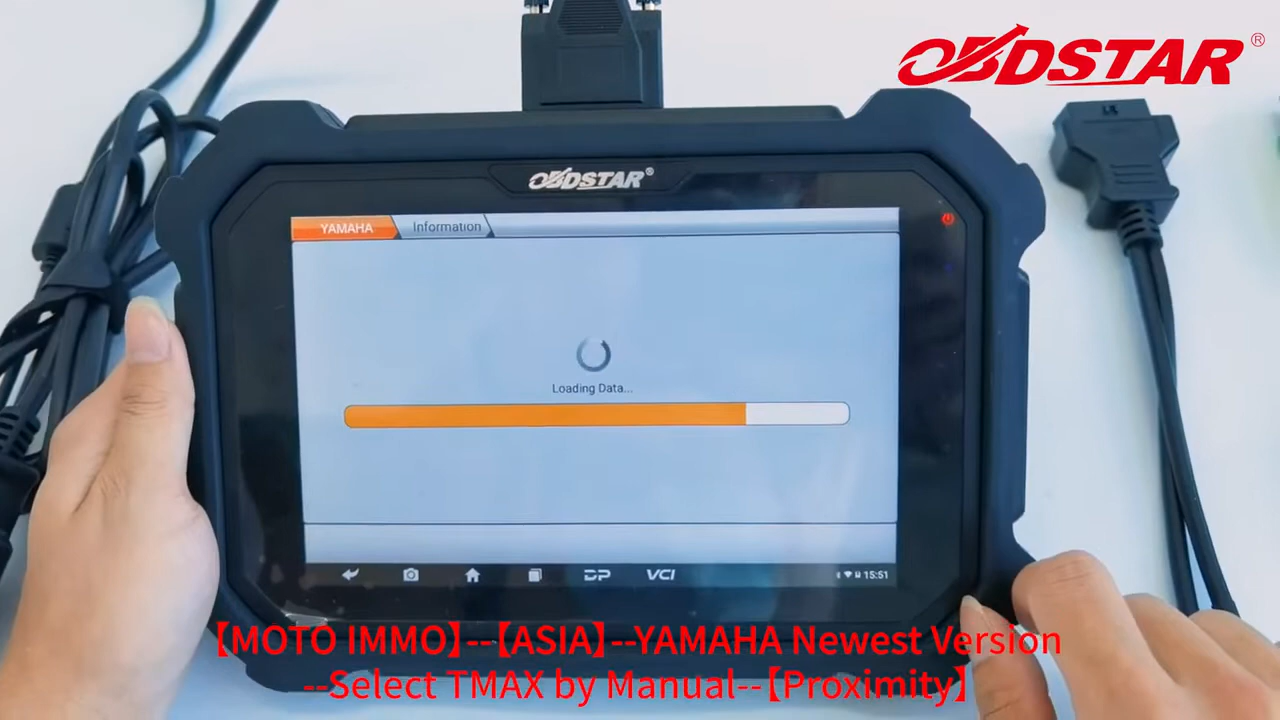 OBDSTAR®
OBDSTAR®
YAMAHA Information
Loading Data...
DP VCI 15:51
【MOTO IMMO】--【ASIA】--YAMAHA Newest Version
--Select TMAX by Manual--【Proximity】